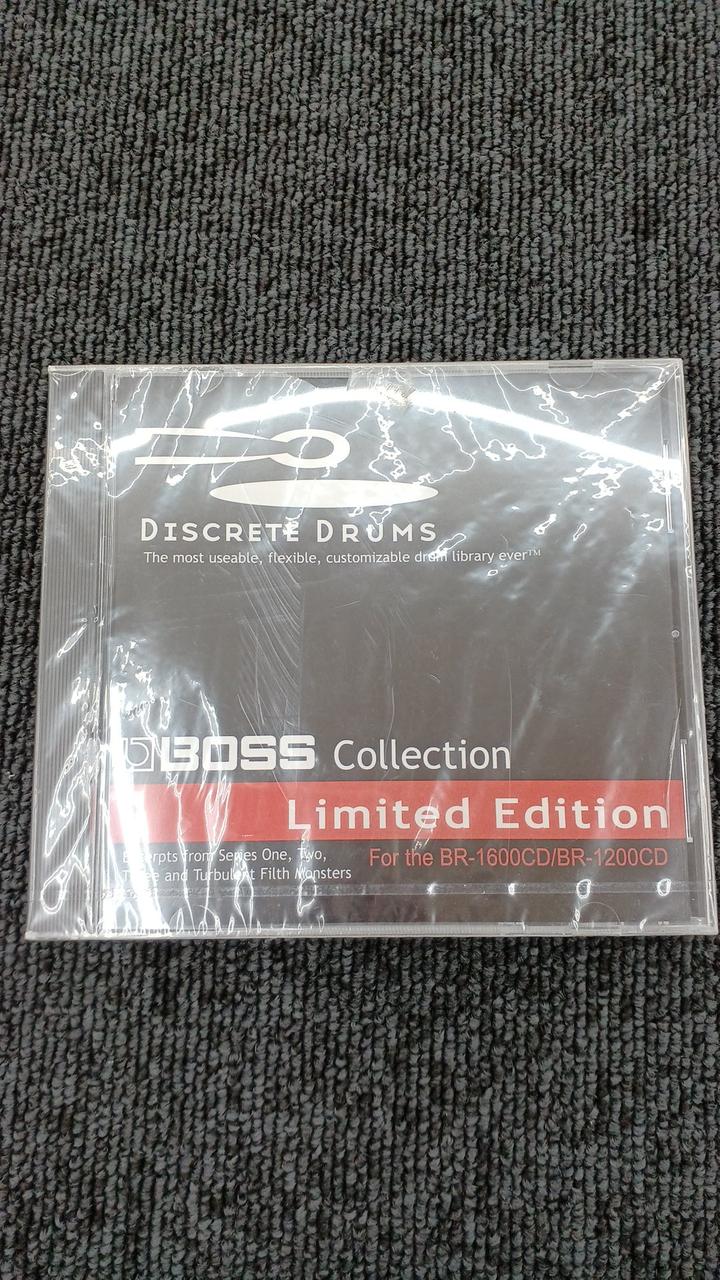 DISCRETE DRUMS
The most useable, flexible, customizable drum library ever™
BOSS Collection
Limited Edition
Excerpts from Series One, Two,
Three and Turbulent Filth Monsters
For the BR-1600CD/BR-1200CD